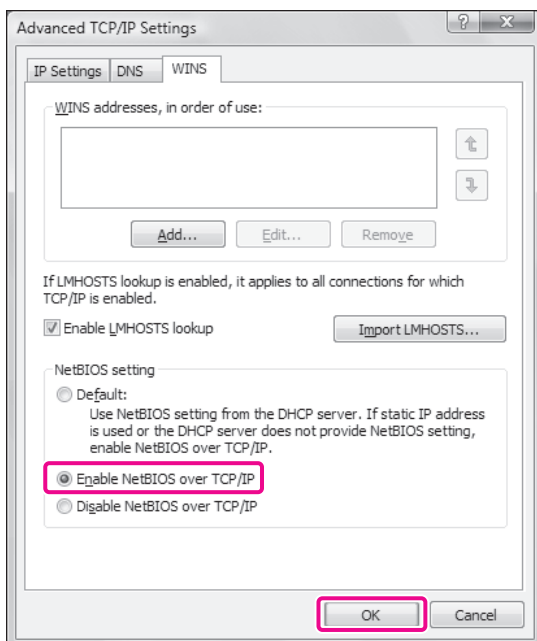 Advanced TCP/IP Settings
?
X
IP Settings
DNS
WINS
WINS addresses, in order of use:
Add...
Edit...
Remove
If LMHOSTS lookup is enabled, it applies to all connections for which
TCP/IP is enabled.
Enable LMHOSTS lookup
Import LMHOSTS...
NetBIOS setting
Default:
Use NetBIOS setting from the DHCP server. If static IP address
is used or the DHCP server does not provide NetBIOS setting,
enable NetBIOS over TCP/IP.
Enable NetBIOS over TCP/IP
Disable NetBIOS over TCP/IP
OK
Cancel